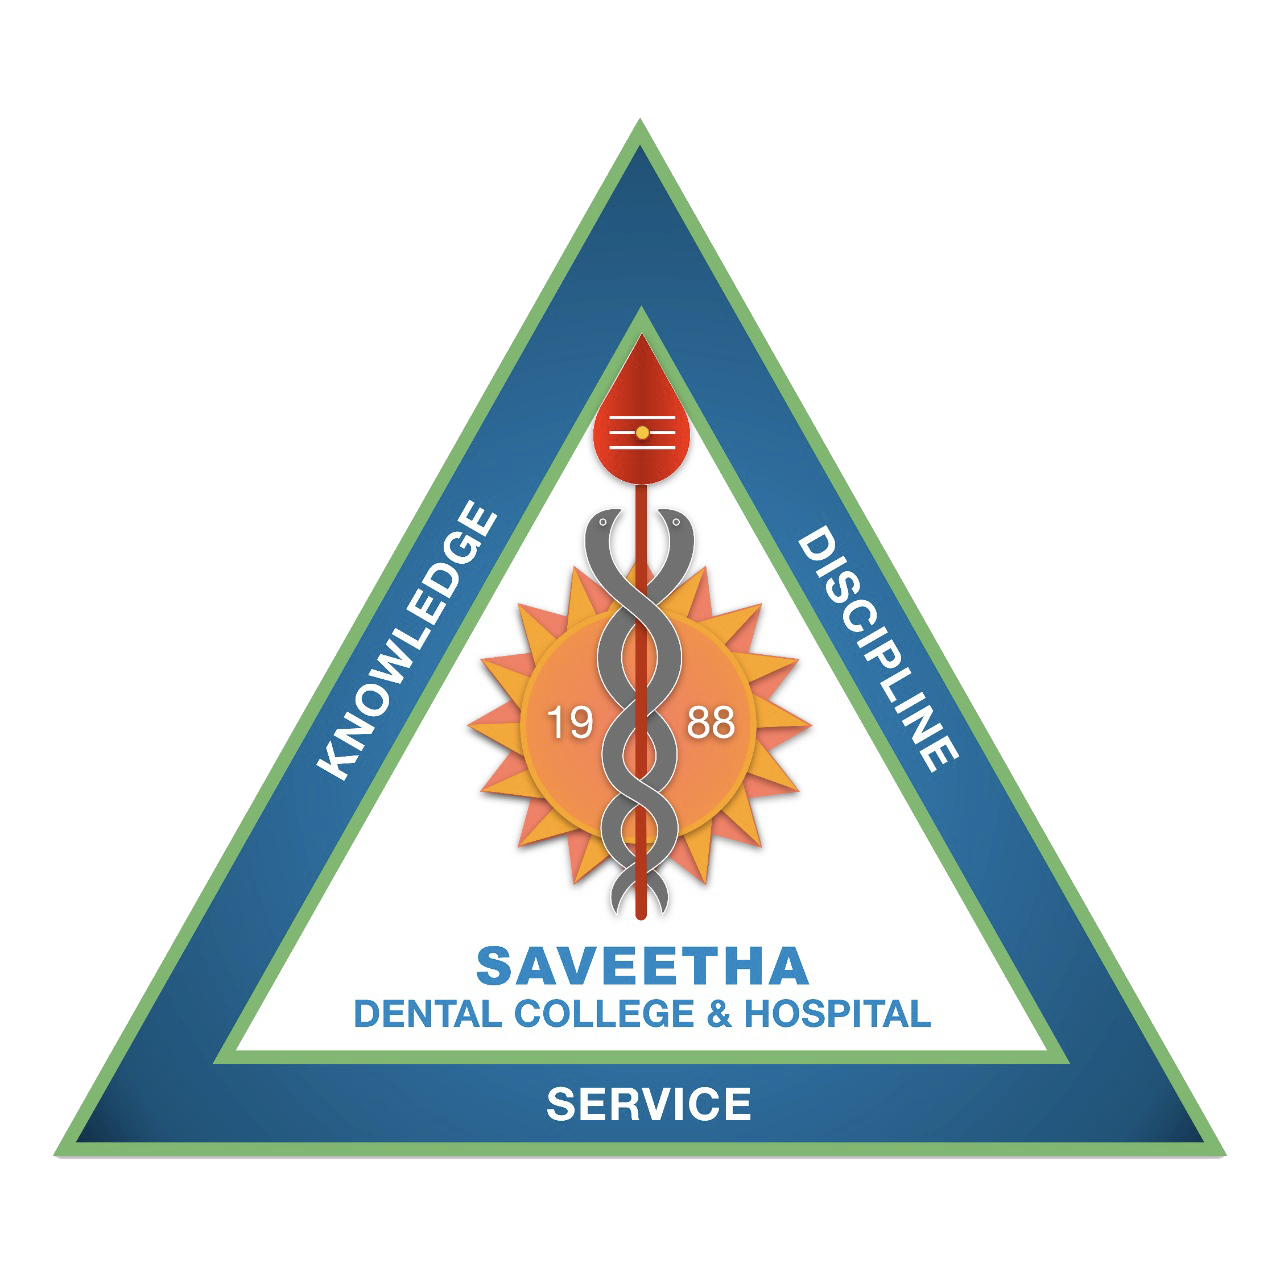 KNOWLEDGE
DISCIPLINE
19 88
SAVEETHA
DENTAL COLLEGE & HOSPITAL
SERVICE